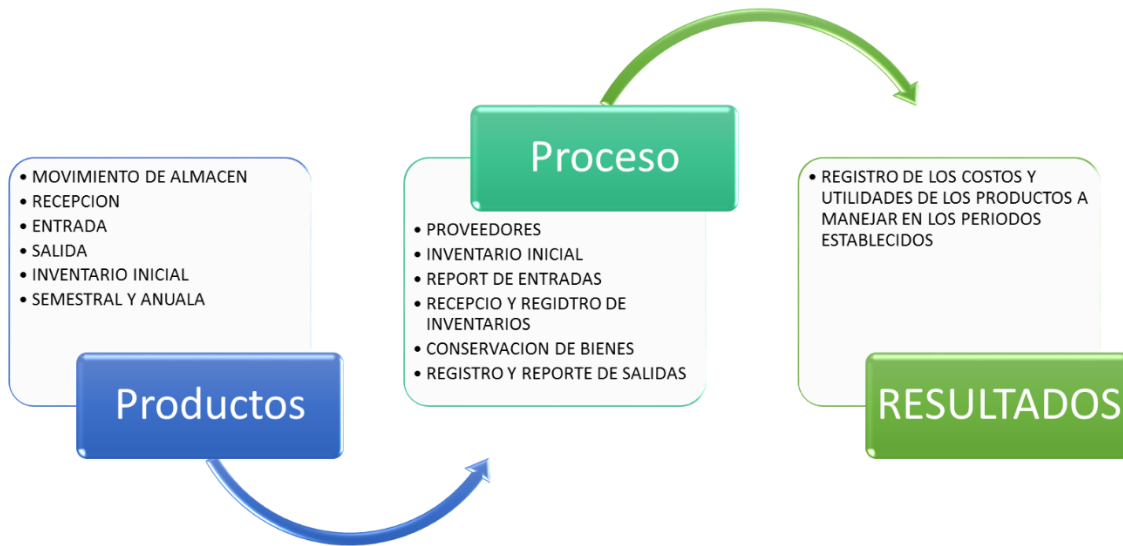 • MOVIMIENTO DE ALMACEN
• RECEPCION
• ENTRADA
• SALIDA
• INVENTARIO INICIAL
• SEMESTRAL Y ANUALA
Productos
Proceso
• PROVEEDORES
• INVENTARIO INICIAL
• REPORT DE ENTRADAS
• RECEPCIO Y REGIDTRO DE
INVENTARIOS
• CONSERVACION DE BIENES
• REGISTRO Y REPORTE DE SALIDAS
• REGISTRO DE LOS COSTOS Y
UTILIDADES DE LOS PRODUCTOS A
MANEJAR EN LOS PERIODOS
ESTABLECIDOS
RESULTADOS